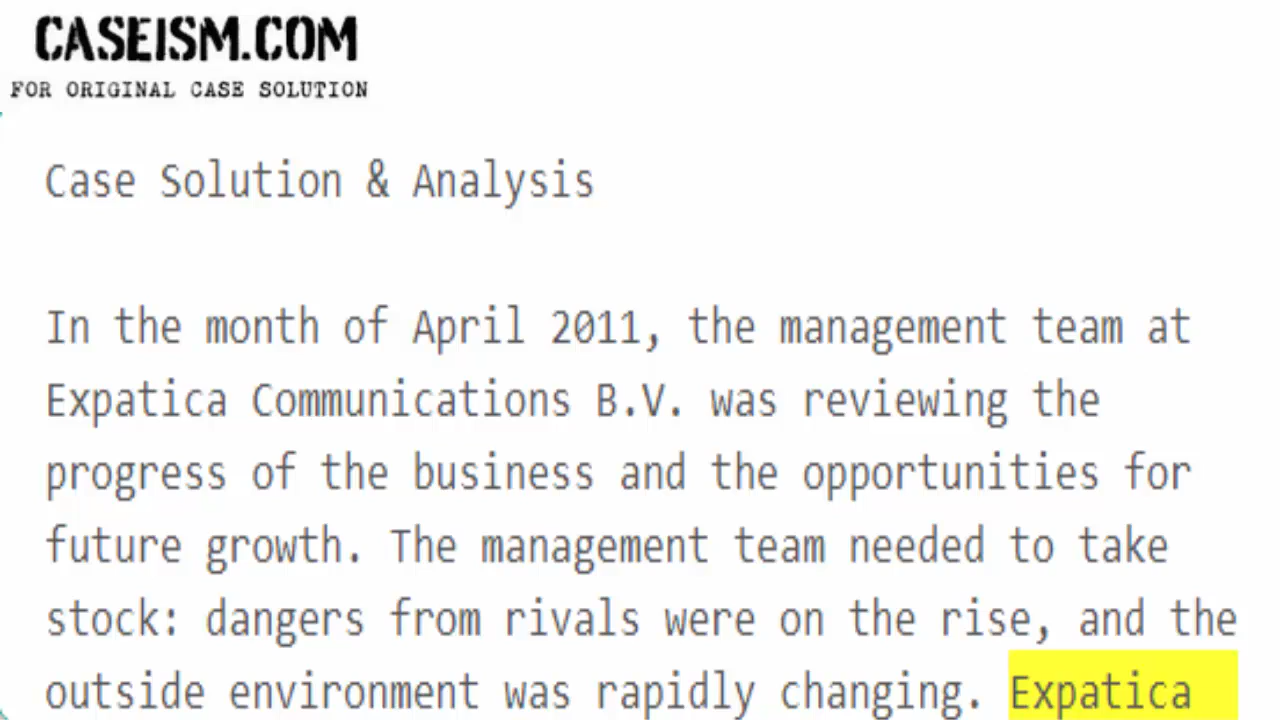 CASEISM.COM
FOR ORIGINAL CASE SOLUTION
Case Solution & Analysis
In the month of April 2011, the management team at
Expatica Communications B.V. was reviewing the
progress of the business and the opportunities for
future growth. The management team needed to take
stock: dangers from rivals were on the rise, and the
outside environment was rapidly changing. Expatica